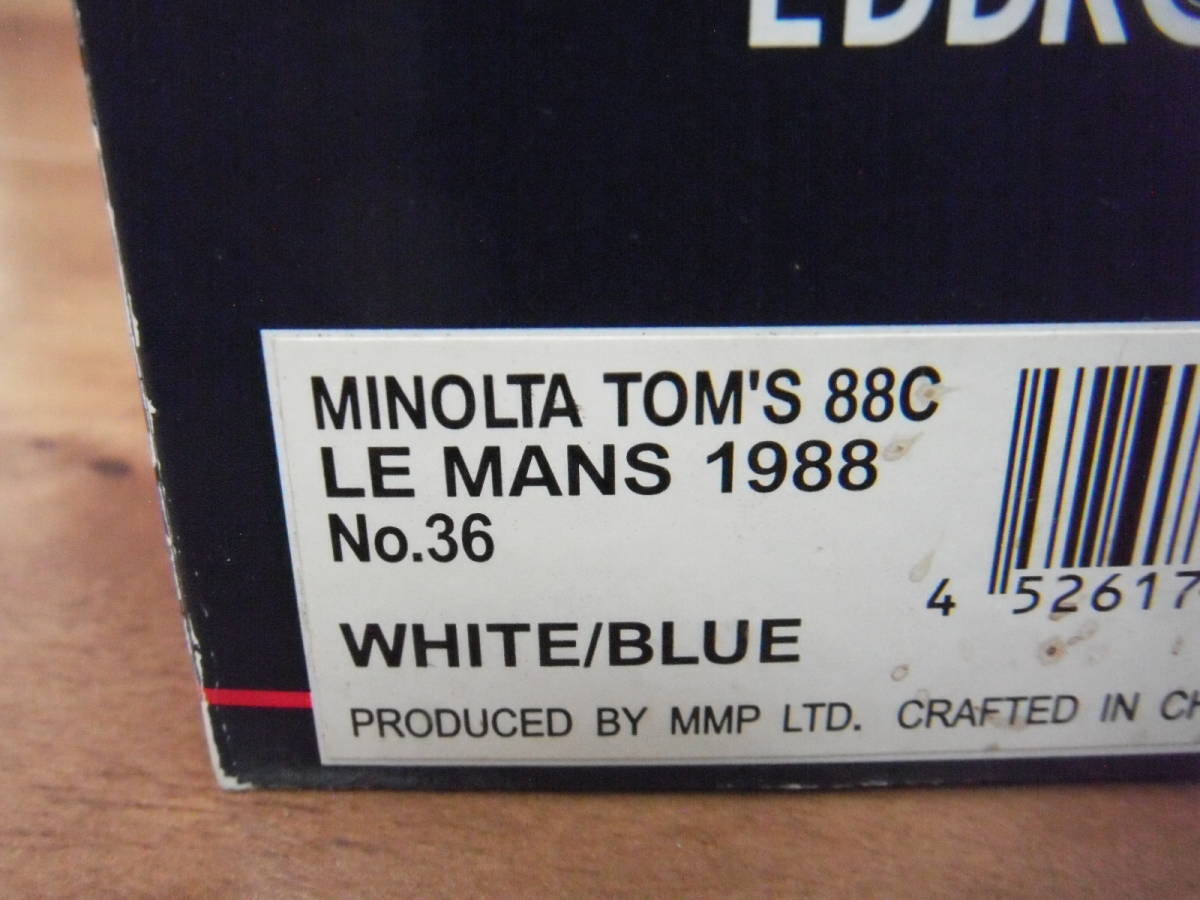 MINOLTA TOM'S 88C
LE MANS 1988
No.36
4 52617
WHITE/BLUE
PRODUCED BY MMP LTD. CRAFTED IN CH